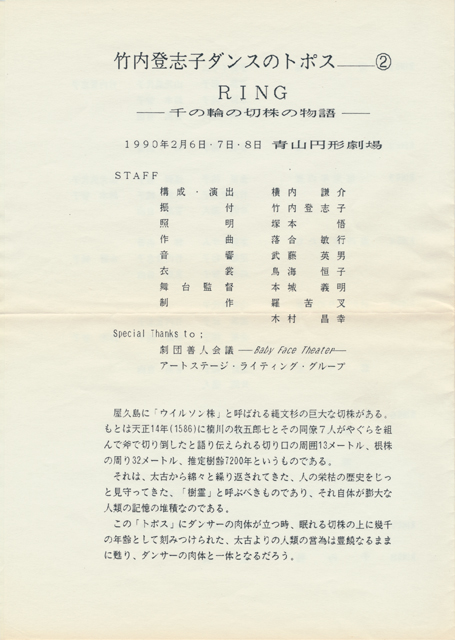 竹内登志子ダンスのトポス——②
RING
——千の輪の切株の物語——
1990年2月6日・7日・8日 青山円形劇場
STAFF
構成・演出 横内謙介
振付 竹内登志子
照明 塚本悟
作曲 落合敏行
音響 武藤英男
衣裳 鳥海恒子
舞台監督 本城義明
制作 羅苦叉
木村昌幸
Special Thanks to;
劇団善人会議—Baby Face Theater—
アートステージ・ライティング・グループ
屋久島に「ウイルソン株」と呼ばれる縄文杉の巨大な切株がある。
もとは天正14年(1586)に楠川の牧五郎七とその同僚7人がやぐらを組
んで斧で切り倒したと語り伝えられる切り口の周囲13メートル、根株
の周り32メートル、推定樹齢7200年というものである。
それは、太古から綿々と繰り返されてきた、人の栄枯の歴史をじっ
と見守ってきた、「樹霊」と呼ぶべきものであり、それ自体が膨大な
人類の記憶の堆積なのである。
この「トポス」にダンサーの肉体が立つ時、眠れる切株の上に幾千
の年齢として刻みつけられた、太古よりの人類の営為は豊饒なるまま
に甦り、ダンサーの肉体と一体となるだろう。